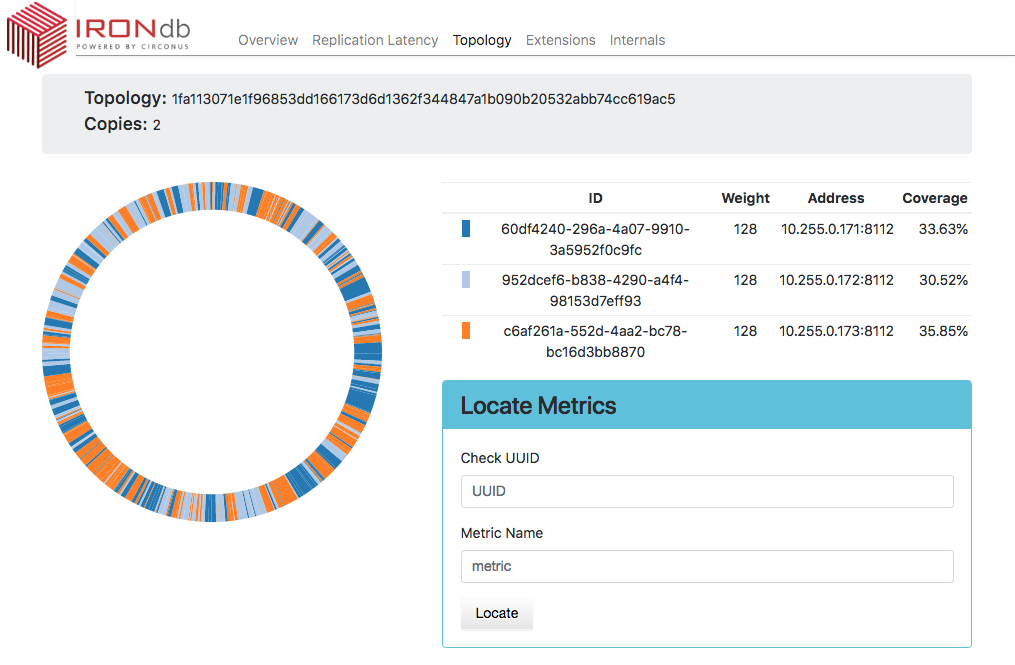 IRONdb
POWERED BY CIRCONUS
Overview Replication Latency Topology Extensions Internals
Topology: 1fa113071e1f96853dd166173d6d1362f344847a1b090b20532abb74cc619ac5
Copies: 2
ID Weight Address Coverage
60df4240-296a-4a07-9910- 128 10.255.0.171:8112 33.63%
3a5952f0c9fc
952dcef6-b838-4290-a4f4- 128 10.255.0.172:8112 30.52%
98153d7eff93
c6af261a-552d-4aa2-bc78- 128 10.255.0.173:8112 35.85%
bc16d3bb8870
Locate Metrics
Check UUID
UUID
Metric Name
metric
Locate